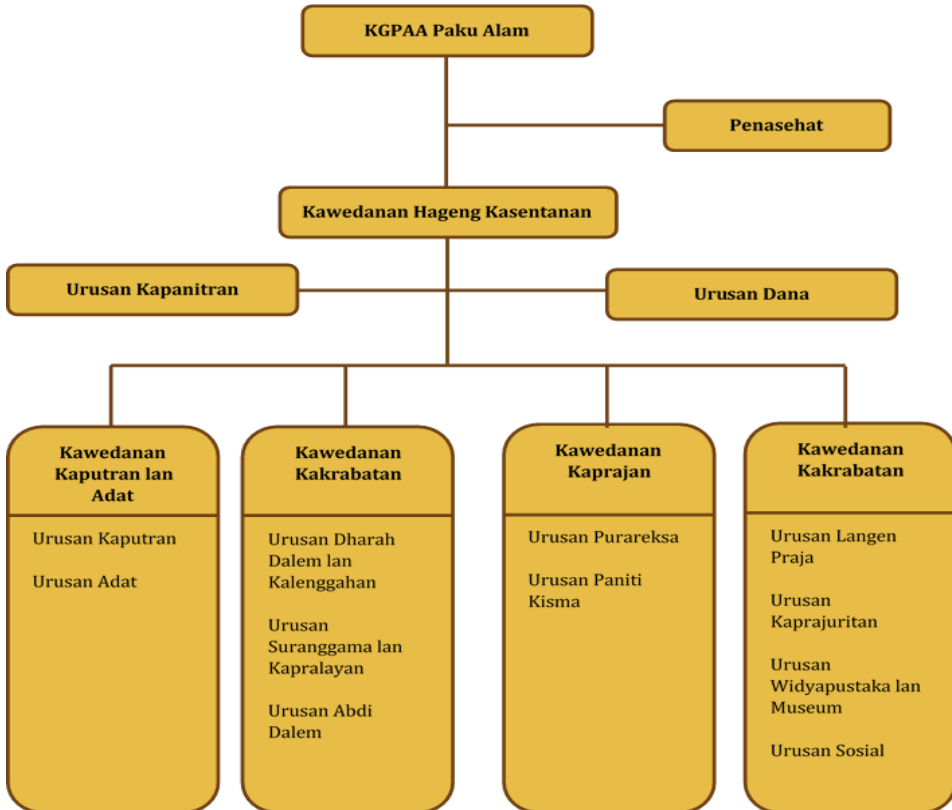 KGPAA Paku Alam
Penasehat
Kawedanan Hageng Kasentanan
Urusan Kapanitran
Urusan Dana
Kawedanan
Kaputran lan
Adat
Urusan Kaputran
Urusan Adat
Kawedanan
Kakrabatan
Urusan Dharah
Dalem lan
Kalenggahan
Urusan
Suranggama lan
Kapralayan
Urusan Abdi
Dalem
Kawedanan
Kaprajan
Urusan Purareksa
Urusan Paniti
Kisma
Kawedanan
Kakrabatan
Urusan Langen
Praja
Urusan
Kaprajuritan
Urusan
Widyapustaka lan
Museum
Urusan Sosial